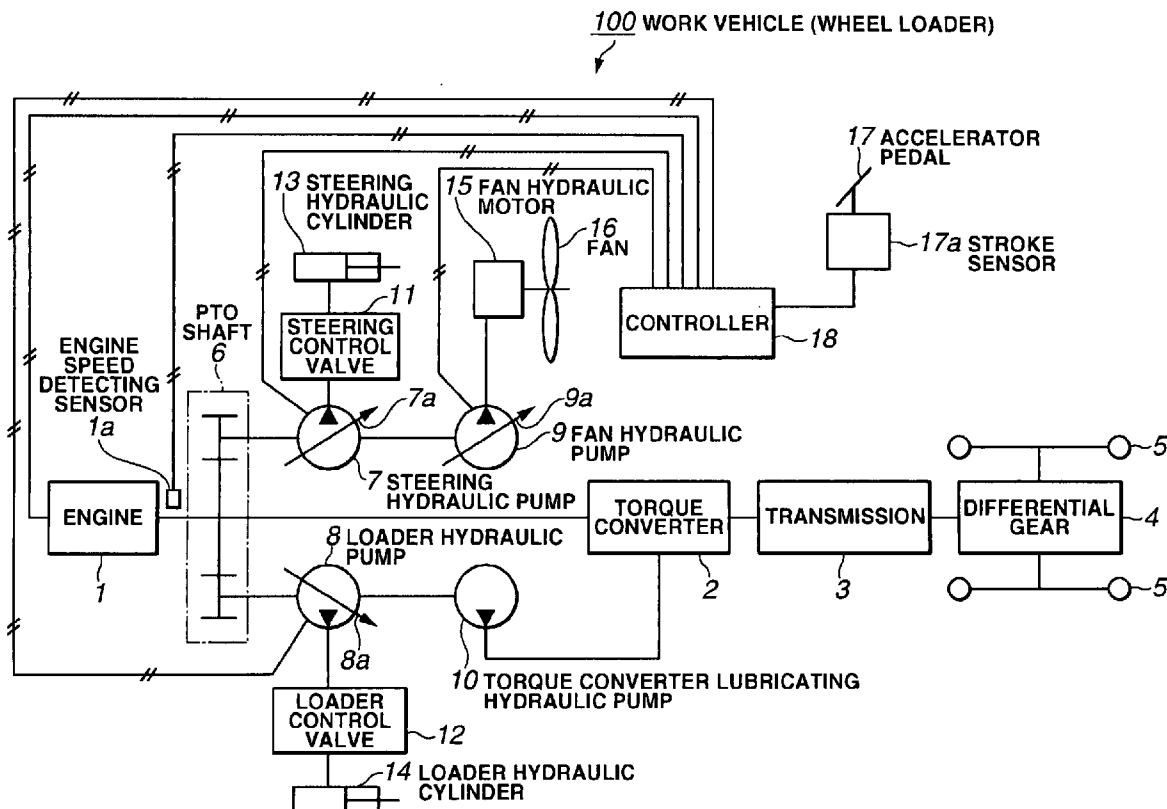 100 WORK VEHICLE (WHEEL LOADER)
17 ACCELERATOR
PEDAL
13 STEERING
HYDRAULIC
CYLINDER
15 FAN HYDRAULIC
MOTOR
16
FAN
17a STROKE
SENSOR
11
STEERING
CONTROL
VALVE
CONTROLLER
18
PTO
SHAFT
6
ENGINE
SPEED
DETECTING
SENSOR
1a
7a
9a
9 FAN HYDRAULIC
PUMP
7 STEERING
HYDRAULIC PUMP
5
ENGINE
1
TORQUE
CONVERTER
2
TRANSMISSION
3
DIFFERENTIAL
GEAR
4
5
8 LOADER HYDRAULIC
PUMP
8a
10 TORQUE CONVERTER LUBRICATING
HYDRAULIC PUMP
LOADER
CONTROL
VALVE
12
14 LOADER HYDRAULIC
CYLINDER